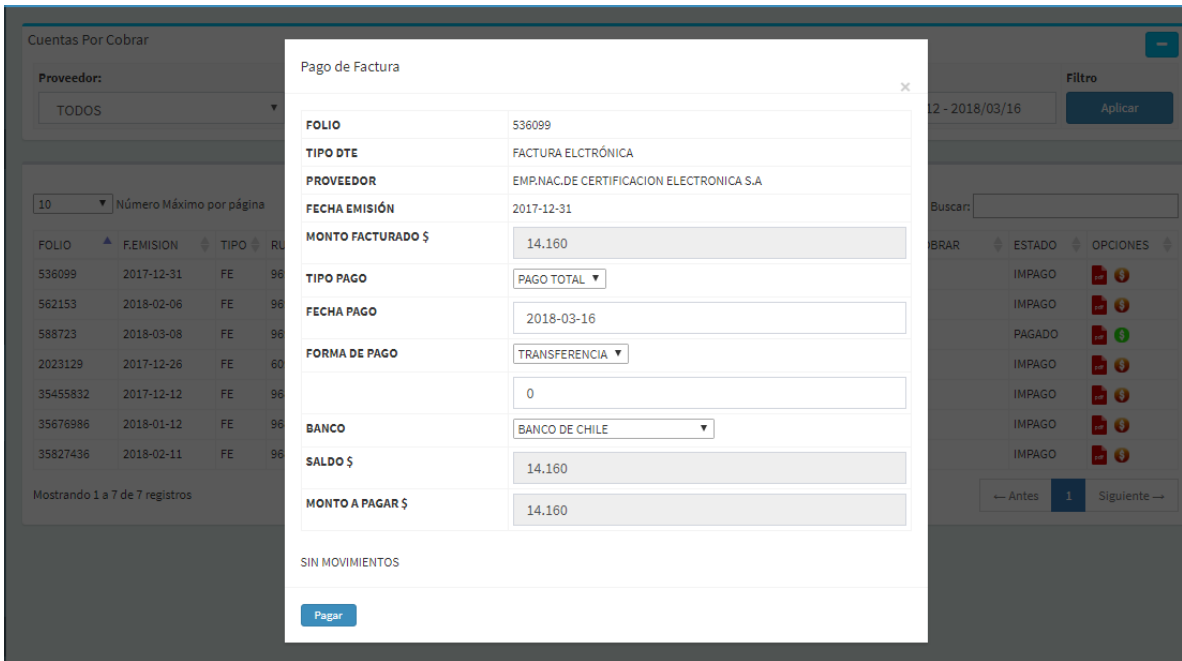 Cuentas Por Cobrar
Proveedor:
TODOS
Filtro
12 - 2018/03/16
Aplicar
10 Número Máximo por página
Buscar:
FOLIO F.EMISION TIPO RU OBRAR ESTADO OPCIONES
536099 2017-12-31 FE 96 IMPAGO
562153 2018-02-06 FE 96 IMPAGO
588723 2018-03-08 FE 96 PAGADO
2023129 2017-12-26 FE 60 IMPAGO
35455832 2017-12-12 FE 96 IMPAGO
35676986 2018-01-12 FE 96 IMPAGO
35827436 2018-02-11 FE 96 IMPAGO
Mostrando 1 a 7 de 7 registros
← Antes 1 Siguiente →
Pago de Factura
×
FOLIO 536099
TIPO DTE FACTURA ELCTRÓNICA
PROVEEDOR EMP.NAC.DE CERTIFICACION ELECTRONICA S.A
FECHA EMISIÓN 2017-12-31
MONTO FACTURADO $ 14.160
TIPO PAGO PAGO TOTAL
FECHA PAGO 2018-03-16
FORMA DE PAGO TRANSFERENCIA
0
BANCO BANCO DE CHILE
SALDO $ 14.160
MONTO A PAGAR $ 14.160
SIN MOVIMIENTOS
Pagar